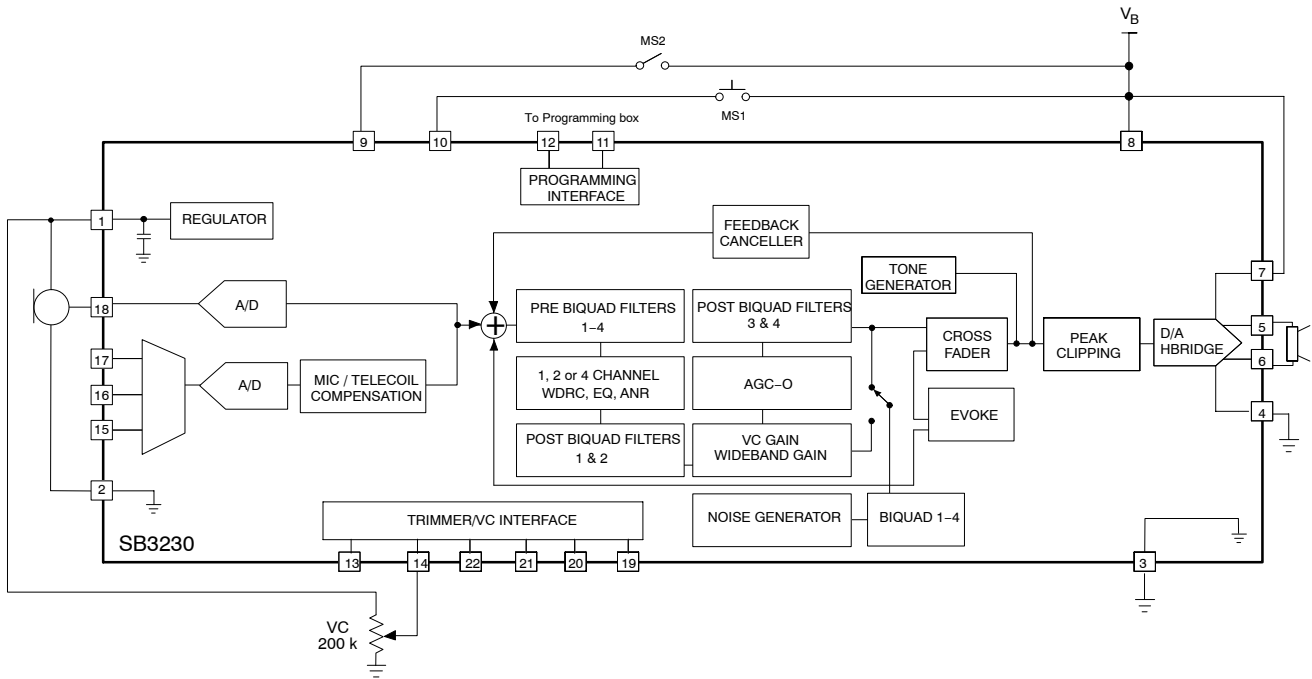 VB
MS2
MS1
To Programming box
9
10
12
11
8
PROGRAMMING
INTERFACE
1
REGULATOR
FEEDBACK
CANCELLER
TONE
GENERATOR
7
18
A/D
+
PRE BIQUAD FILTERS
1–4
POST BIQUAD FILTERS
3 & 4
CROSS
FADER
PEAK
CLIPPING
D/A
HBRIDGE
5
6
17
16
15
A/D
MIC / TELECOIL
COMPENSATION
1, 2 or 4 CHANNEL
WDRC, EQ, ANR
AGC–O
EVOKE
4
POST BIQUAD FILTERS
1 & 2
VC GAIN
WIDEBAND GAIN
2
TRIMMER/VC INTERFACE
NOISE GENERATOR
BIQUAD 1–4
SB3230
13
14
22
21
20
19
3
VC
200 k